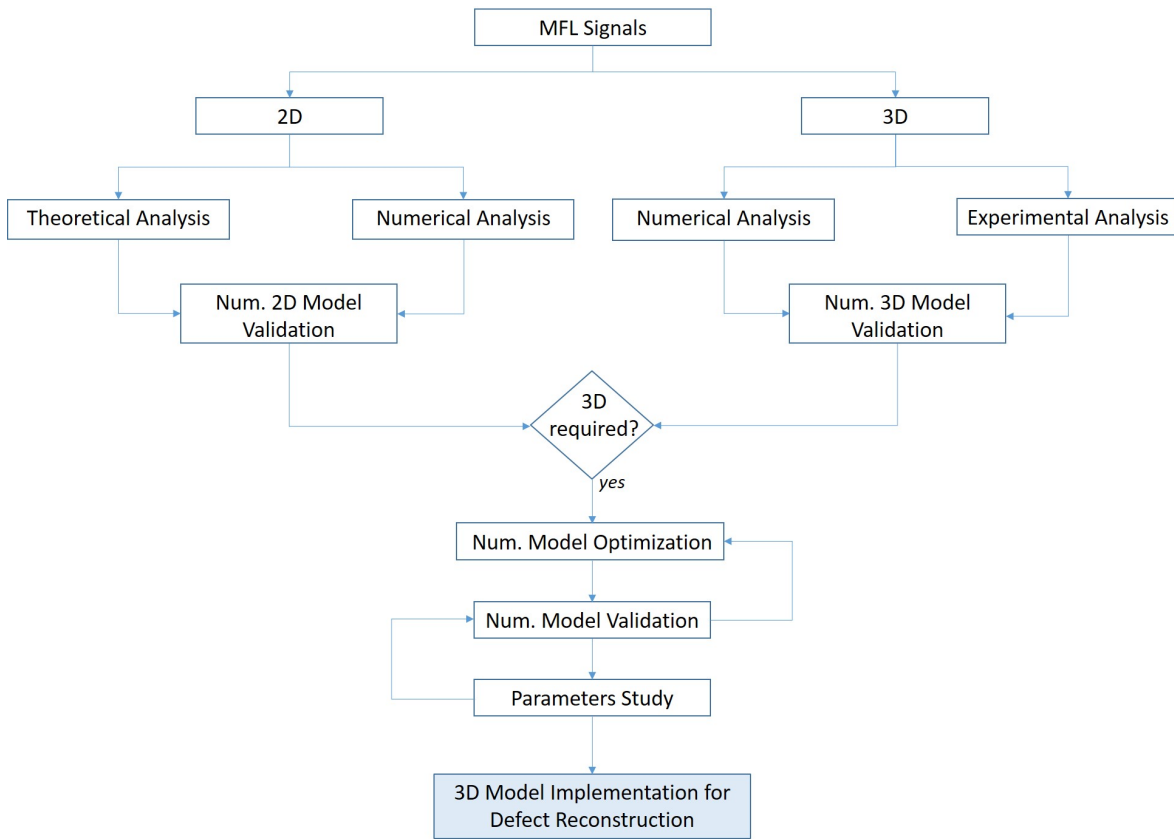 MFL Signals
2D
3D
Theoretical Analysis
Numerical Analysis
Numerical Analysis
Experimental Analysis
Num. 2D Model
Validation
Num. 3D Model
Validation
3D
required?
yes
Num. Model Optimization
Num. Model Validation
Parameters Study
3D Model Implementation for
Defect Reconstruction